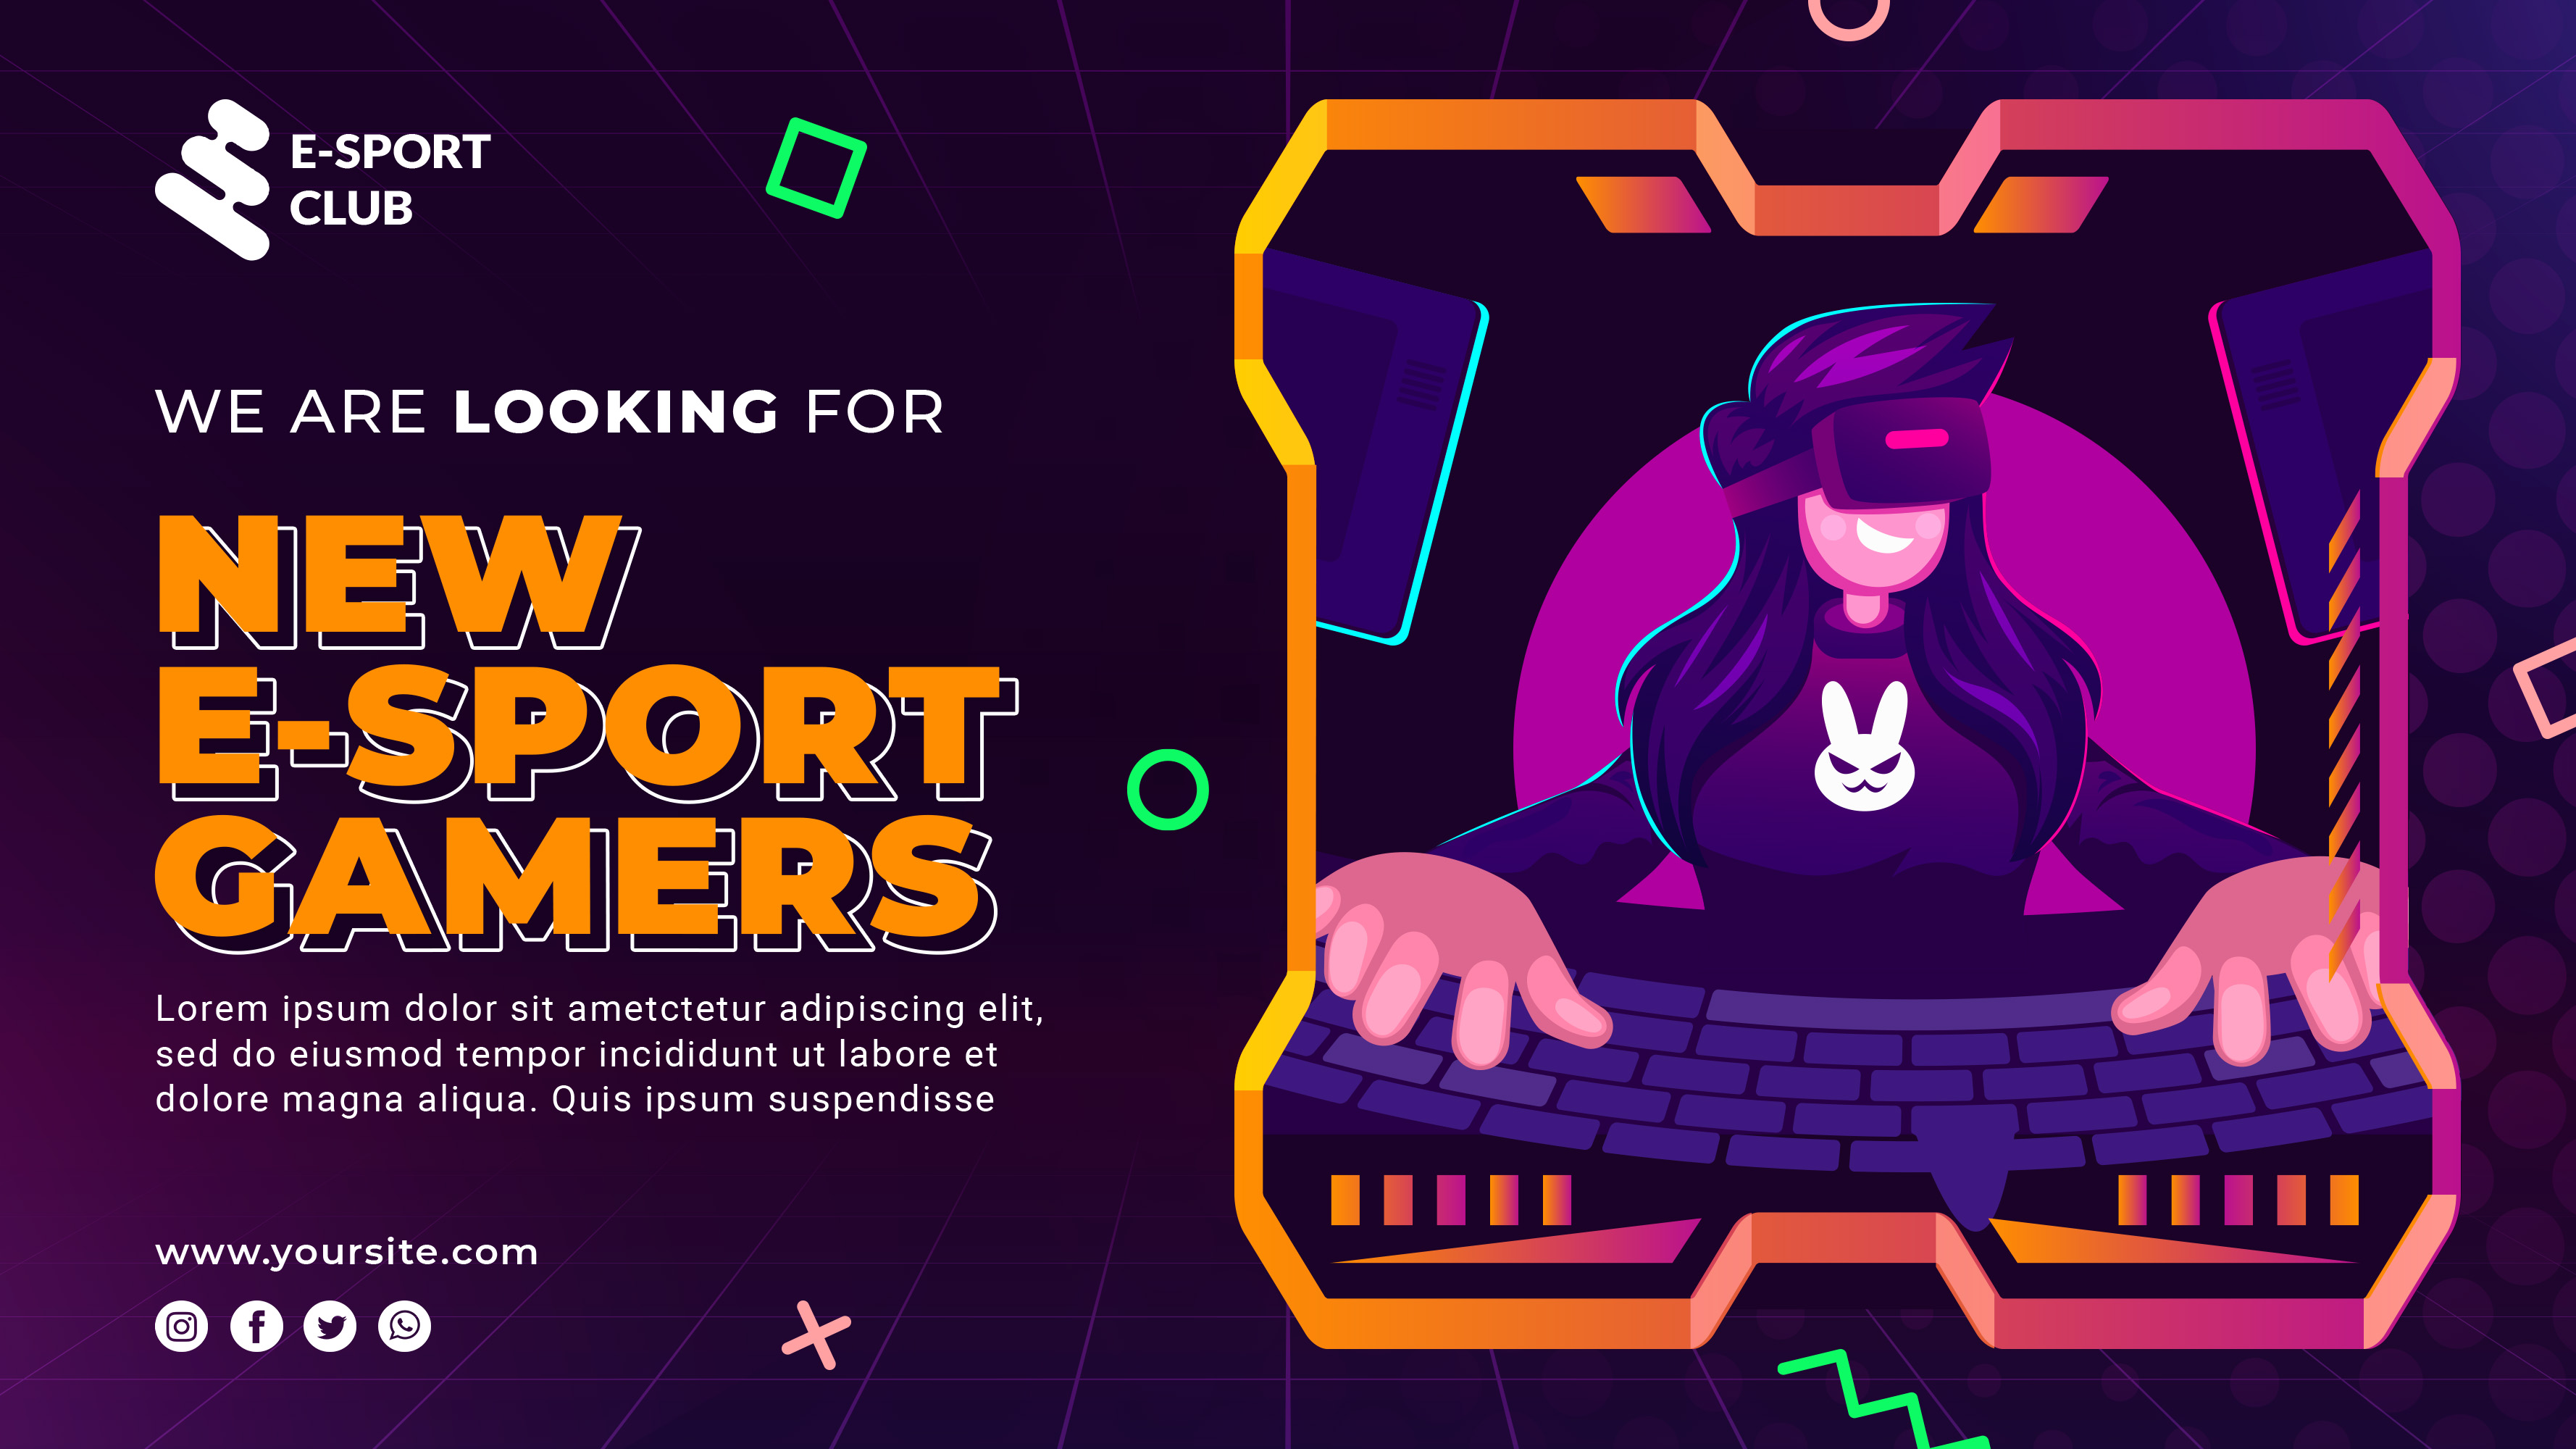 E-SPORT
CLUB
WE ARE LOOKING FOR
NEW
E-SPORT
GAMERS
Lorem ipsum dolor sit ametctetur adipiscing elit,
sed do eiusmod tempor incididunt ut labore et
dolore magna aliqua. Quis ipsum suspendisse
www.yoursite.com